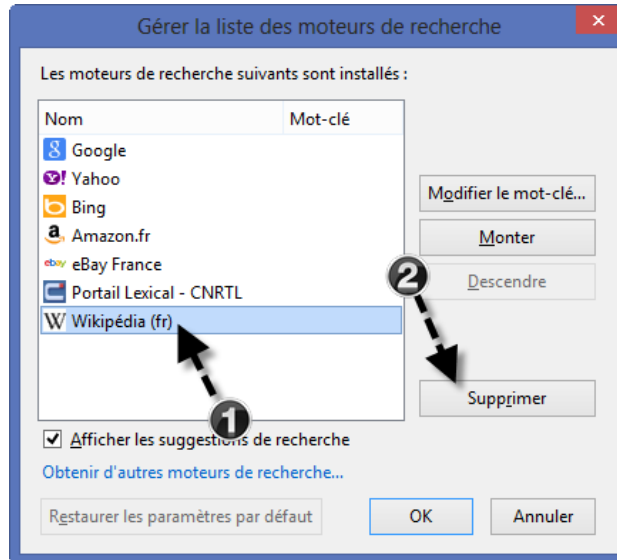 Gérer la liste des moteurs de recherche
Les moteurs de recherche suivants sont installés :
Nom Mot-clé
Google
Yahoo
Bing
Amazon.fr
eBay France
Portail Lexical - CNRTL
Wikipédia (fr)
Modifier le mot-clé...
Monter
2
Descendre
Supprimer
1
Afficher les suggestions de recherche
Obtenir d'autres moteurs de recherche...
Restaurer les paramètres par défaut
OK
Annuler